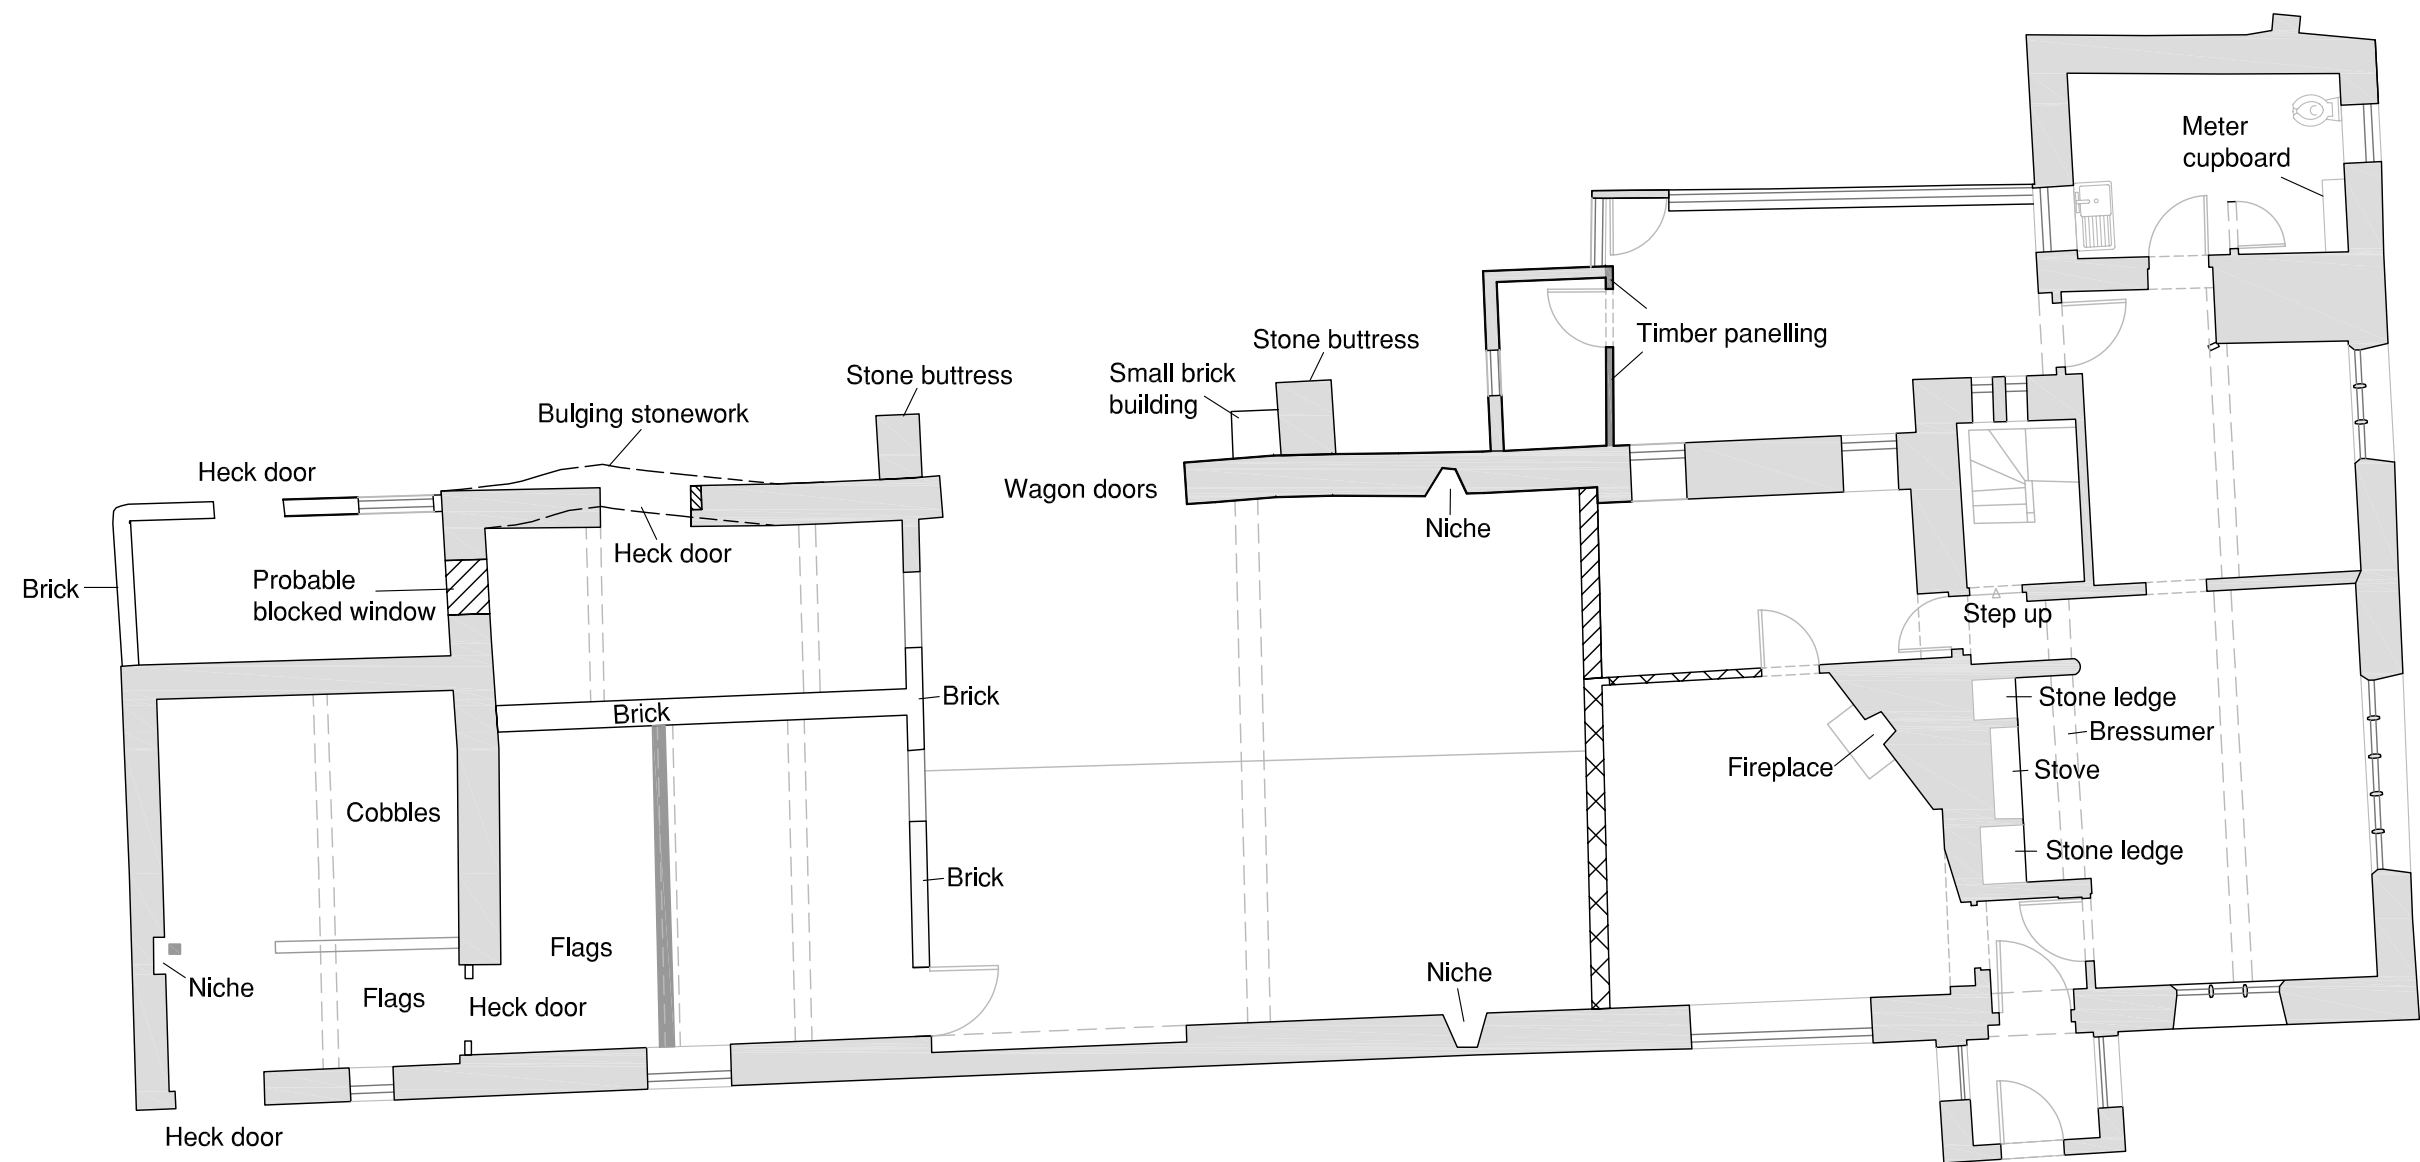 Meter
cupboard
Timber panelling
Stone buttress
Small brick
building
Stone buttress
Bulging stonework
Heck door
Wagon doors
Niche
Heck door
Probable
blocked window
Brick
Step up
Brick
Brick
Stone ledge
Bressumer
Fireplace
Stove
Cobbles
Stone ledge
Brick
Flags
Niche
Niche
Flags
Heck door
Heck door